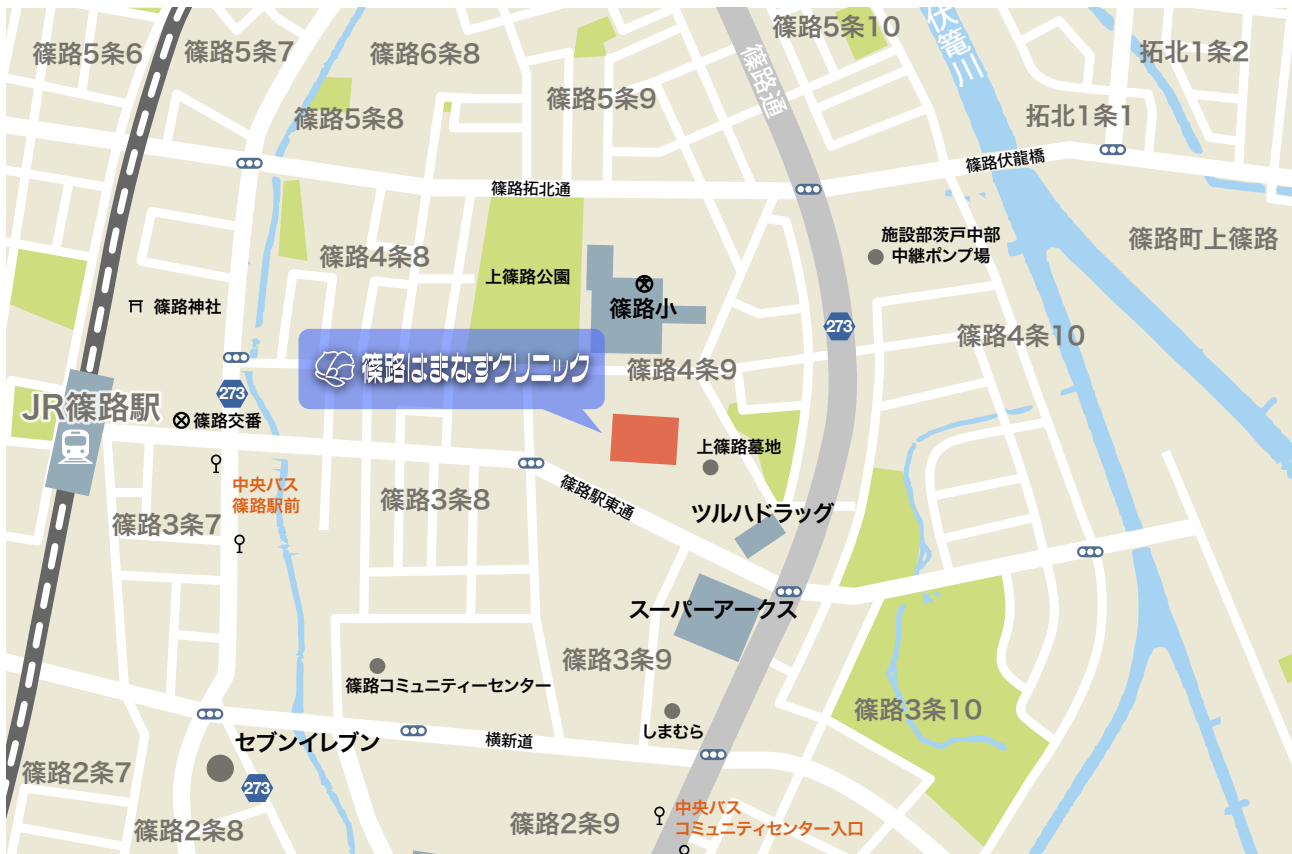 篠路5条6
篠路5条7
篠路6条8
篠路5条8
篠路5条9
篠路通
篠路5条10
伏篭川
拓北1条2
拓北1条1
篠路伏龍橋
篠路拓北通
篠路町上篠路
施設部茨戸中部
中継ポンプ場
篠路4条8
上篠路公園
篠路小
篠路神社
273
篠路4条10
篠路はまなすクリニック
篠路4条9
273
JR篠路駅
篠路交番
上篠路墓地
中央バス
篠路駅前
篠路3条8
篠路駅東通
ツルハドラッグ
篠路3条7
スーパーアークス
篠路3条9
篠路コミュニティーセンター
篠路3条10
しまむら
横新道
セブンイレブン
篠路2条7
273
篠路2条8
篠路2条9
中央バス
コミュニティセンター入口